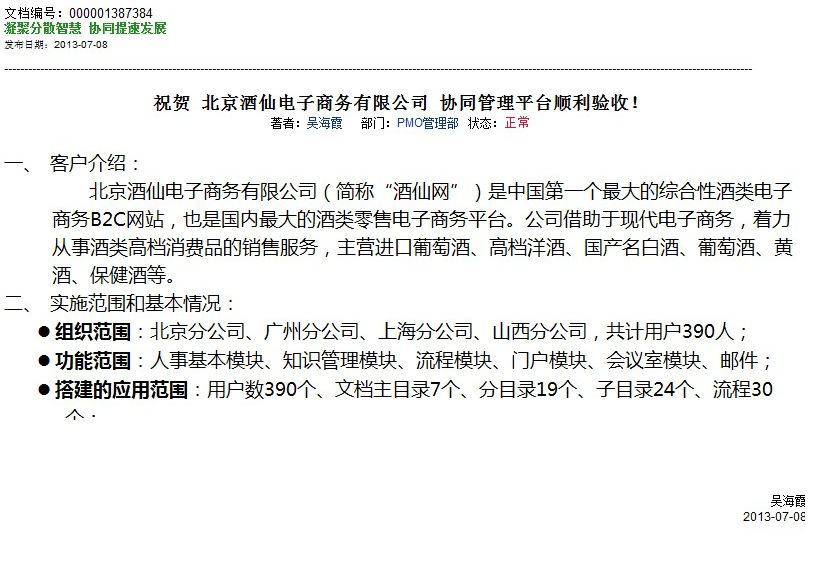 文档编号：000001387384
凝聚分散智慧 协同提速发展
发布日期：2013-07-08
祝贺 北京酒仙电子商务有限公司 协同管理平台顺利验收！
著者：吴海霞 部门：PMO管理部 状态：正常
一、 客户介绍：
北京酒仙电子商务有限公司（简称“酒仙网”）是中国第一个最大的综合性酒类电子
商务B2C网站，也是国内最大的酒类零售电子商务平台。公司借助于现代电子商务，着力
从事酒类高档消费品的销售服务，主营进口葡萄酒、高档洋酒、国产名白酒、葡萄酒、黄
酒、保健酒等。
二、 实施范围和基本情况：
●组织范围：北京分公司、广州分公司、上海分公司、山西分公司，共计用户390人；
●功能范围：人事基本模块、知识管理模块、流程模块、门户模块、会议室模块、邮件；
●搭建的应用范围：用户数390个、文档主目录7个、分目录19个、子目录24个、流程30
个；
吴海霞
2013-07-08